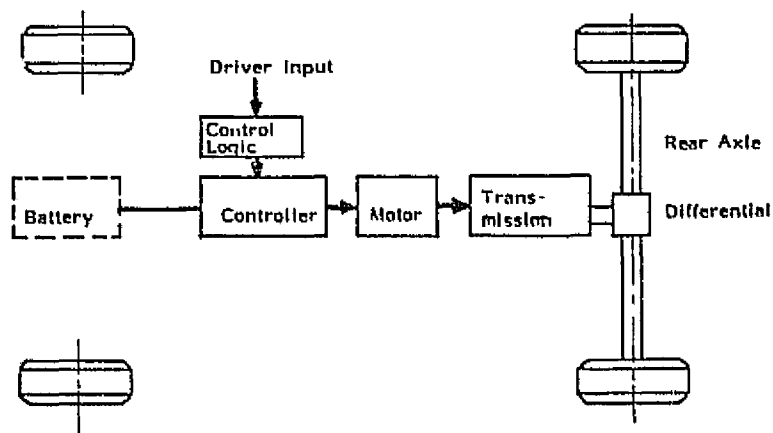 Driver Input
Control
Logic
Battery
Controller
Motor
Trans-
mission
Rear Axle
Differential